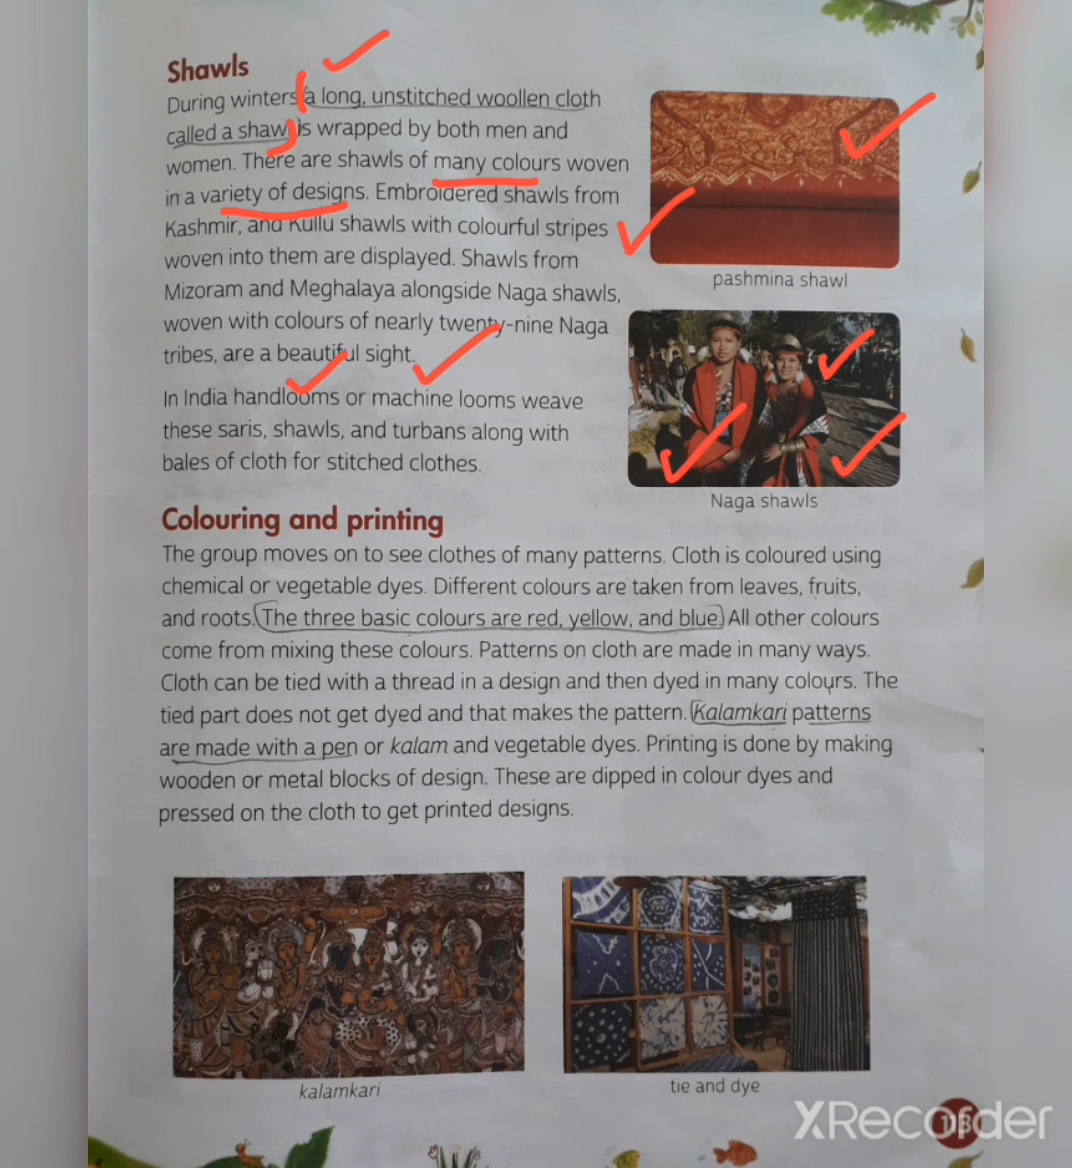 Shawls
During winters a long, unstitched woollen cloth
called a shawl is wrapped by both men and
women. There are shawls of many colours woven
in a variety of designs. Embroidered shawls from
Kashmir, and Kullu shawls with colourful stripes
woven into them are displayed. Shawls from
Mizoram and Meghalaya alongside Naga shawls,
woven with colours of nearly twenty-nine Naga
tribes, are a beautiful sight.
In India handlooms or machine looms weave
these saris, shawls, and turbans along with
bales of cloth for stitched clothes.
pashmina shawl
Naga shawls
Colouring and printing
The group moves on to see clothes of many patterns. Cloth is coloured using
chemical or vegetable dyes. Different colours are taken from leaves, fruits,
and roots. The three basic colours are red, yellow, and blue. All other colours
come from mixing these colours. Patterns on cloth are made in many ways.
Cloth can be tied with a thread in a design and then dyed in many colours. The
tied part does not get dyed and that makes the pattern. Kalamkari patterns
are made with a pen or kalam and vegetable dyes. Printing is done by making
wooden or metal blocks of design. These are dipped in colour dyes and
pressed on the cloth to get printed designs.
kalamkari
tie and dye
XRecorder
113